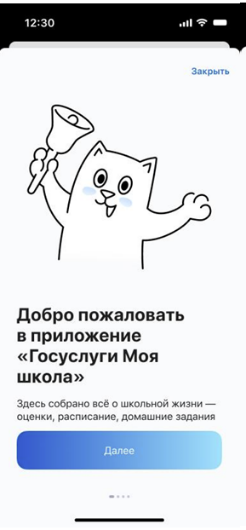 12:30
Закрыть
Добро пожаловать
в приложение
«Госуслуги Моя
школа»
Здесь собрано всё о школьной жизни —
оценки, расписание, домашние задания
Далее